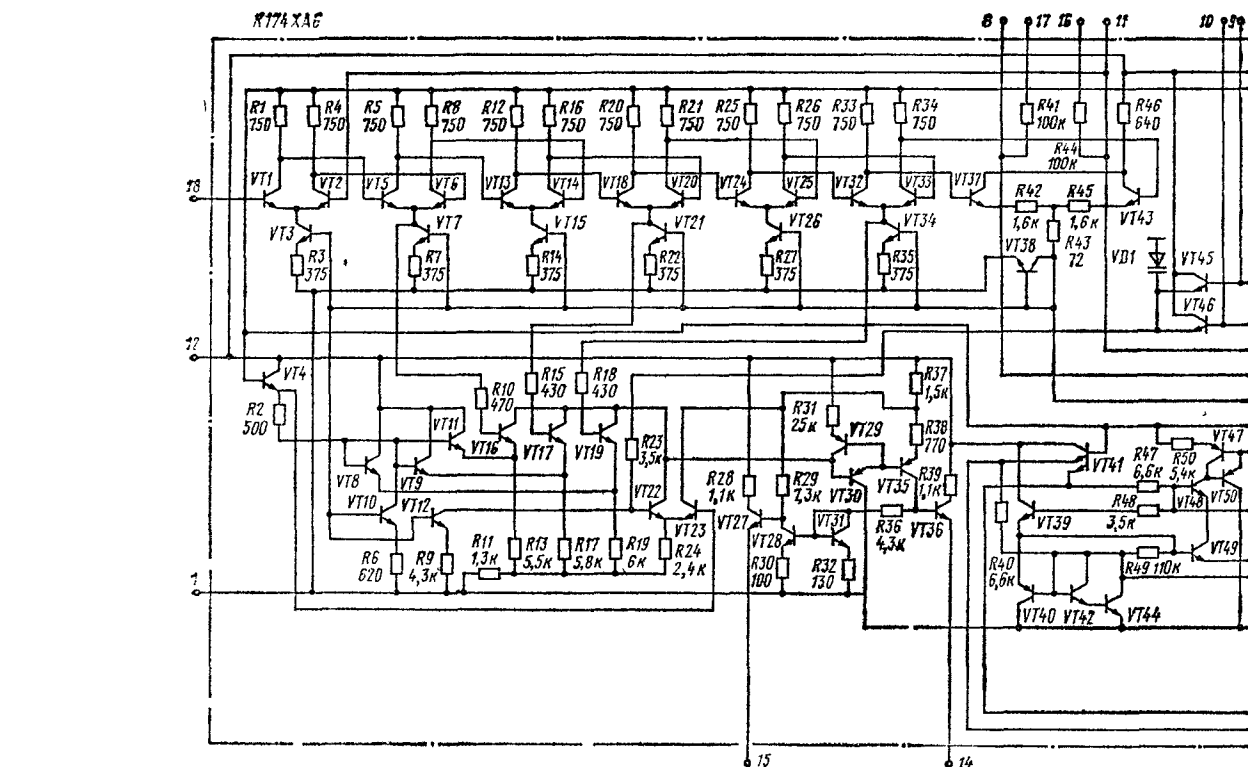 К174ХА6
8 17 16 11 10 9
R1 750
R4 750
R5 750
R8 750
R12 750
R16 750
R20 750
R21 750
R25 750
R26 750
R33 750
R34 750
R41 100к
R44 100к
R46 640
18
VT1 VT2 VT5 VT6 VT13 VT14 VT18 VT20 VT24 VT25 VT32 VT33 VT37
R42 1,6к
R45 1,6к
VT43
VT3 VT7 VT15 VT21 VT26 VT34
R3 375
R7 375
R14 375
R22 375
R27 375
R35 375
VT38
R43 72
VD1
VT45
VT46
12
VT4
R2 500
R10 470
R15 430
R18 430
R23 3,5к
R31 25к
R37 1,5к
R38 770
VT11 VT16 VT17 VT19 VT29
VT8 VT9 VT10 VT12 VT22 VT23
R28 1,1к
R29 7,3к
VT30 VT35
R39 1,1к
VT41
R47 6,6к
R50 5,4к
VT47
VT48 VT50
VT27 VT28 VT31
R36 4,3к
VT36
VT39
R48 3,5к
VT49
R6 620
R9 4,3к
R11 1,3к
R13 5,5к
R17 5,8к
R19 6к
R24 2,4к
R30 100
R32 130
R40 6,6к
R49 110к
1
VT40 VT42 VT44
15 14